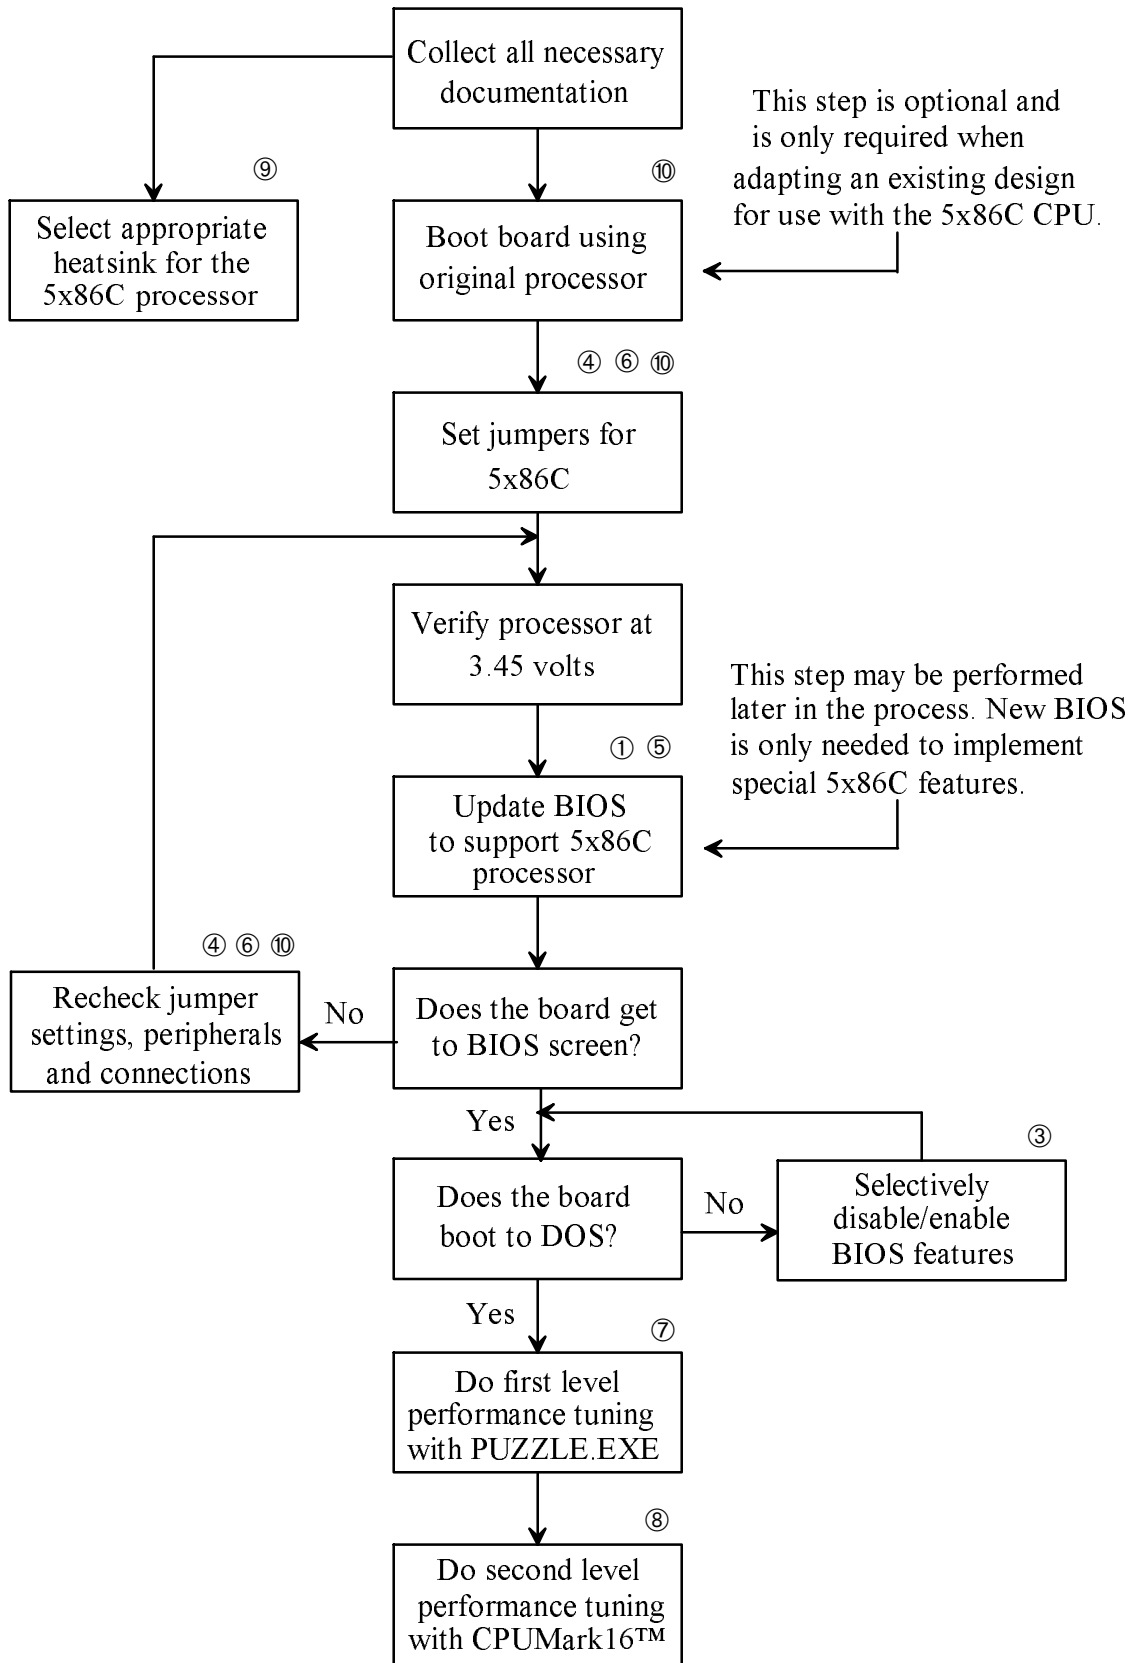 Collect all necessary
documentation
This step is optional and
is only required when
adapting an existing design
for use with the 5x86C CPU.
⑨
Select appropriate
heatsink for the
5x86C processor
⑩
Boot board using
original processor
④ ⑥ ⑩
Set jumpers for
5x86C
Verify processor at
3.45 volts
This step may be performed
later in the process. New BIOS
is only needed to implement
special 5x86C features.
① ⑤
Update BIOS
to support 5x86C
processor
④ ⑥ ⑩
Recheck jumper
settings, peripherals
and connections
No
Does the board get
to BIOS screen?
Yes
Does the board
boot to DOS?
No
③
Selectively
disable/enable
BIOS features
Yes
⑦
Do first level
performance tuning
with PUZZLE.EXE
⑧
Do second level
performance tuning
with CPUMark16™